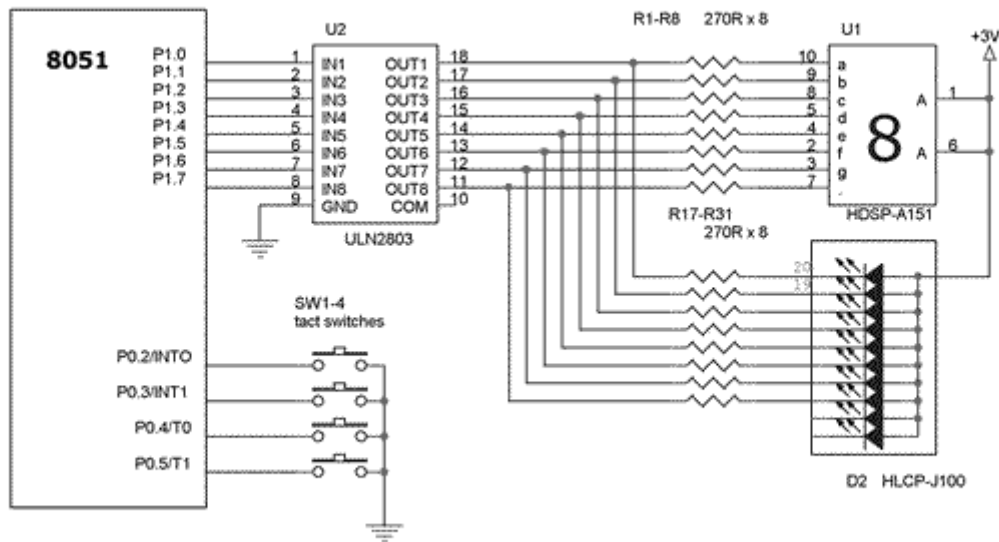 8051
P1.0
P1.1
P1.2
P1.3
P1.4
P1.5
P1.6
P1.7
1
2
3
4
5
6
7
8
9
U2
IN1 OUT1
IN2 OUT2
IN3 OUT3
IN4 OUT4
IN5 OUT5
IN6 OUT6
IN7 OUT7
IN8 OUT8
GND COM
ULN2803
18
17
16
15
14
13
12
11
10
R1-R8 270R x 8
U1
+3V
10
9
8
5
4
2
3
7
a
b
c
d
e
f
g
.
8
A 1
A 6
HDSP-A151
R17-R31
270R x 8
20
19
D2 HLCP-J100
SW1-4
tact switches
P0.2/INTO
P0.3/INT1
P0.4/T0
P0.5/T1